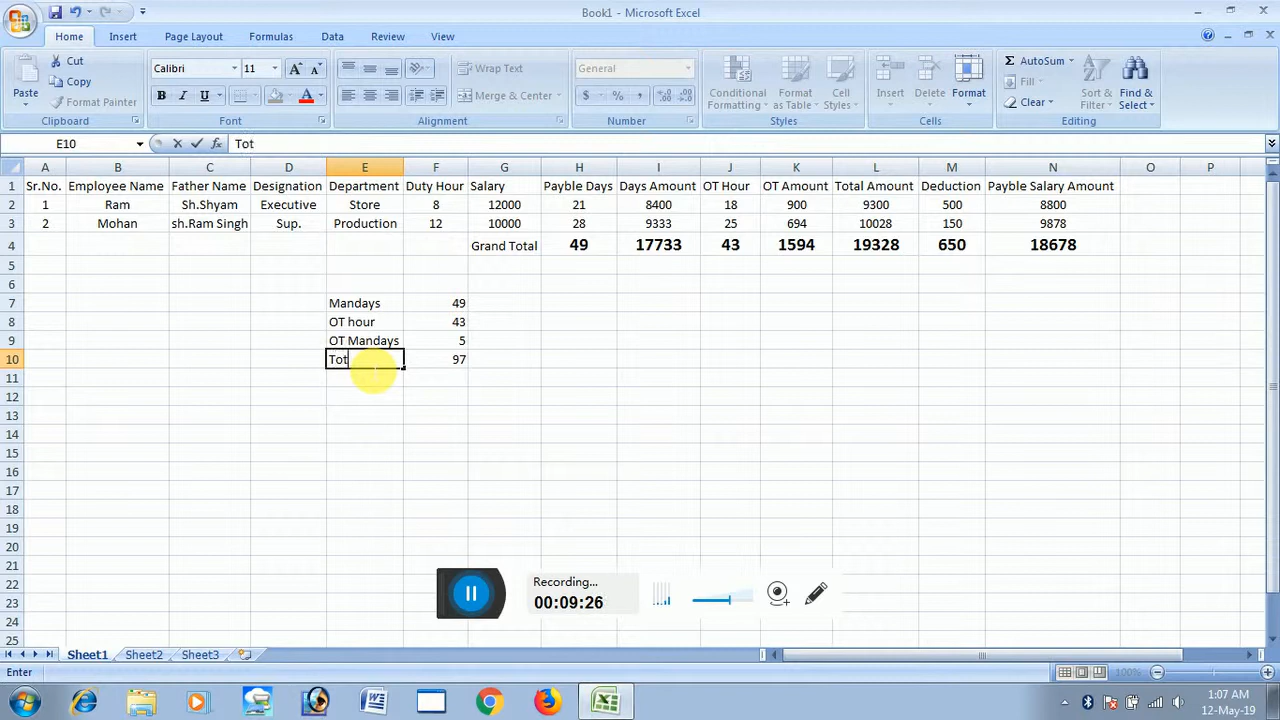 Book1 - Microsoft Excel
Home Insert Page Layout Formulas Data Review View
Paste
Cut
Copy
Format Painter
Clipboard
Calibri 11
B I U
Font
Wrap Text
Merge & Center
Alignment
General
$ % ,
Number
Conditional Formatting
Format as Table
Cell Styles
Styles
Insert Delete Format
Cells
Σ AutoSum
Fill
Clear
Sort & Filter
Find & Select
Editing
E10 fx Tot
A B C D E F G H I J K L M N O P
1 Sr.No. Employee Name Father Name Designation Department Duty Hour Salary Payble Days Days Amount OT Hour OT Amount Total Amount Deduction Payble Salary Amount
2 1 Ram Sh.Shyam Executive Store 8 12000 21 8400 18 900 9300 500 8800
3 2 Mohan sh.Ram Singh Sup. Production 12 10000 28 9333 25 694 10028 150 9878
4 Grand Total 49 17733 43 1594 19328 650 18678
5
6
7 Mandays 49
8 OT hour 43
9 OT Mandays 5
10 Tot 97
11
12
13
14
15
16
17
18
19
20
21
22
23
24
25
Recording...
00:09:26
Sheet1 Sheet2 Sheet3
Enter
100%
1:07 AM
12-May-19